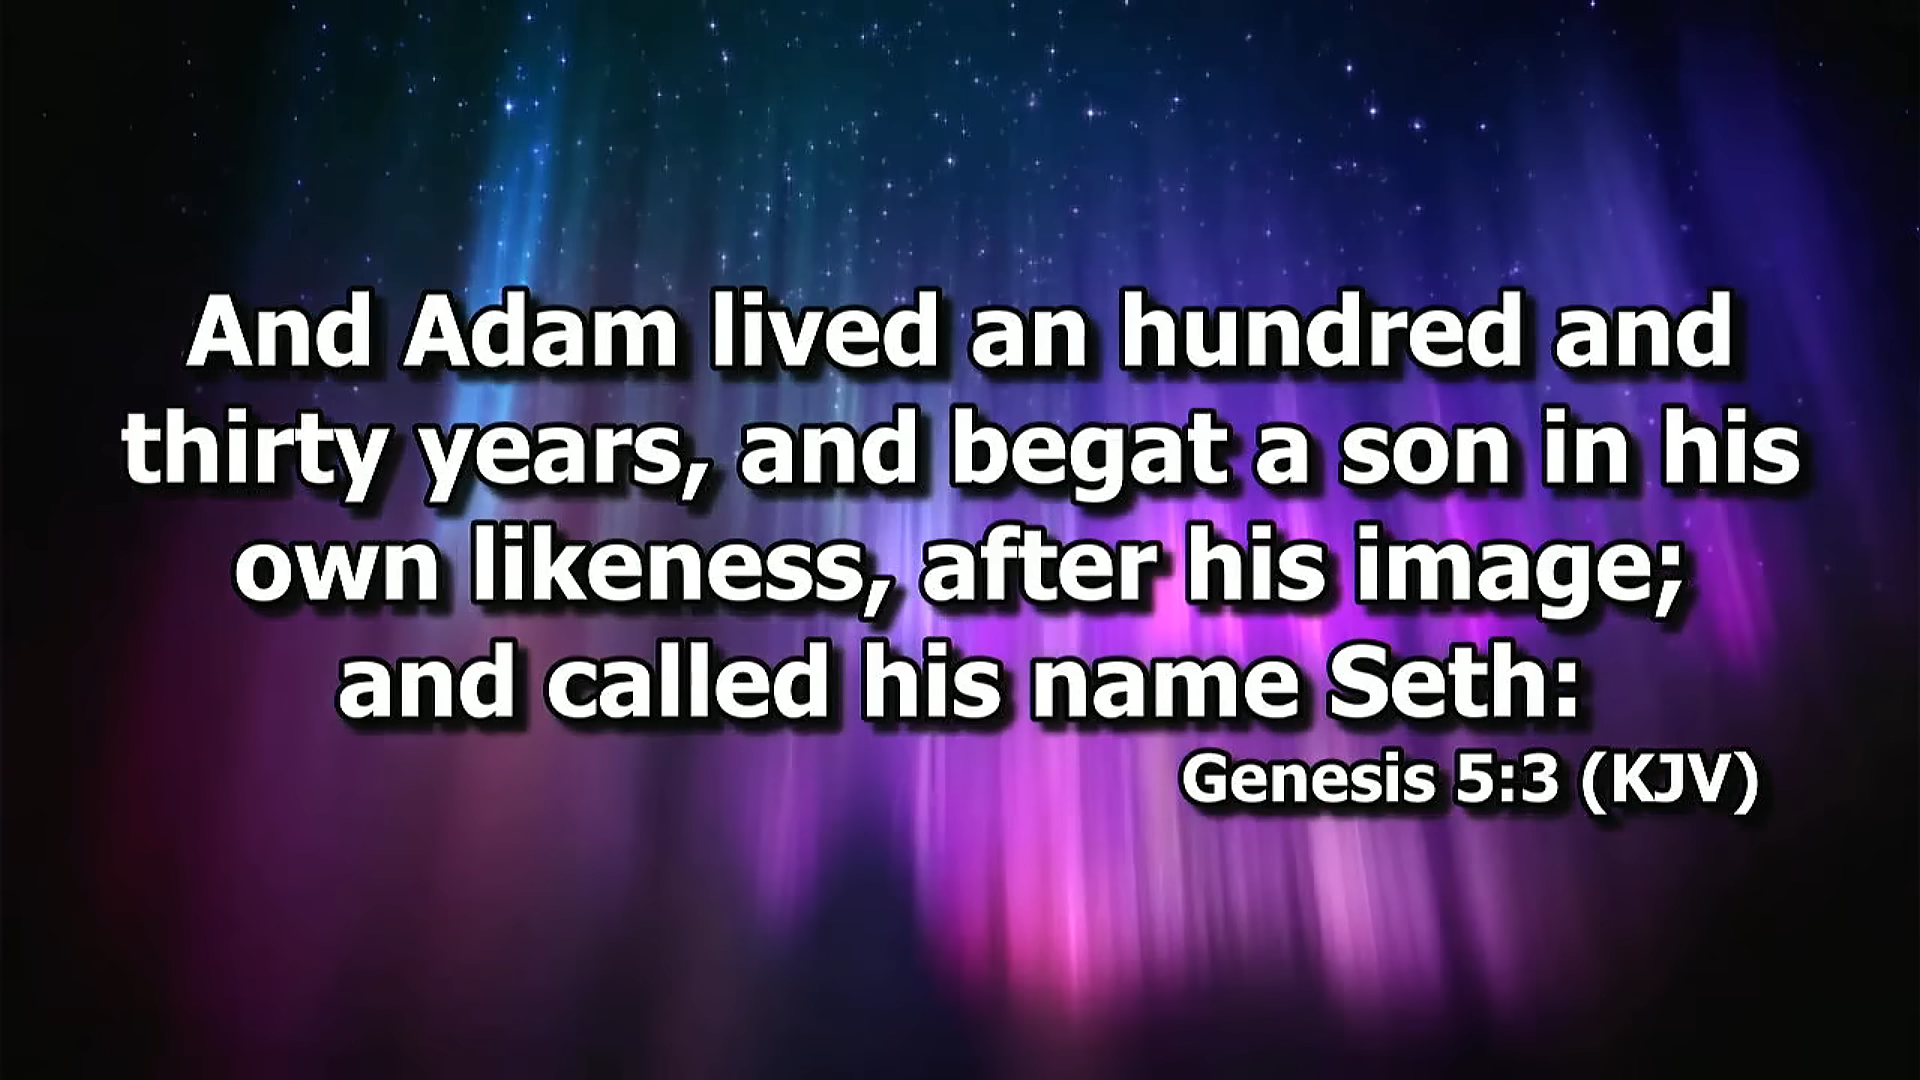 And Adam lived an hundred and
thirty years, and begat a son in his
own likeness, after his image;
and called his name Seth:
Genesis 5:3 (KJV)